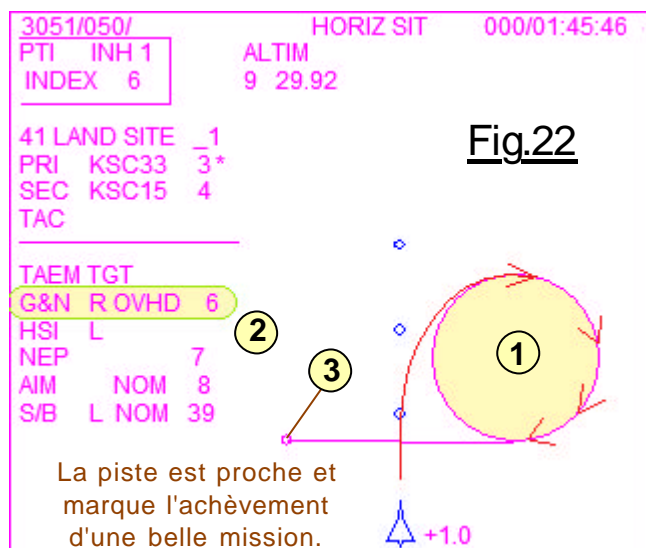 3051/050/ HORIZ SIT 000/01:45:46
PTI INH 1 ALTIM
INDEX 6 9 29.92
41 LAND SITE _1
Fig.22
PRI KSC33 3*
SEC KSC15 4
TAC
TAEM TGT
G&N R OVHD 6
HSI L
2
NEP 7
1
AIM NOM 8
3
S/B L NOM 39
La piste est proche et
marque l'achèvement
d'une belle mission.
+1.0